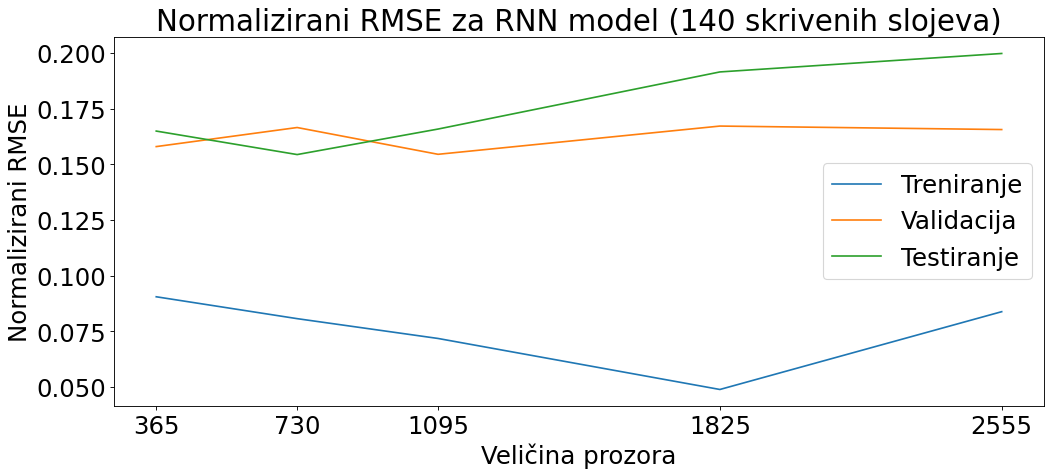 Normalizirani RMSE za RNN model (140 skrivenih slojeva)
Normalizirani RMSE
0.200
0.175
0.150
0.125
0.100
0.075
0.050
Treniranje
Validacija
Testiranje
365 730 1095 1825 2555
Veličina prozora